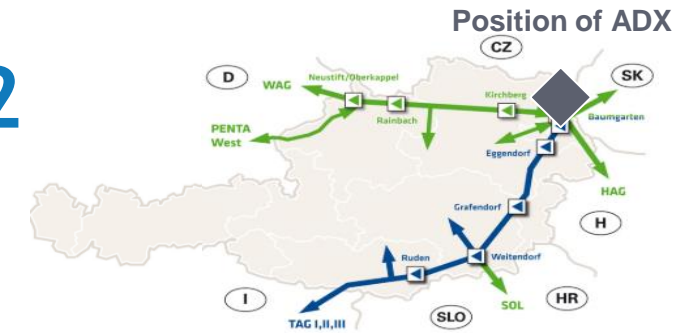 Position of ADX
2
CZ
D
SK
WAG
Neustift/Oberkappel
Kirchberg
Rainbach
Baumgarten
PENTA
West
Eggendorf
HAG
Grafendorf
H
Ruden
Weitendorf
I
SOL
HR
TAG I,II,III
SLO